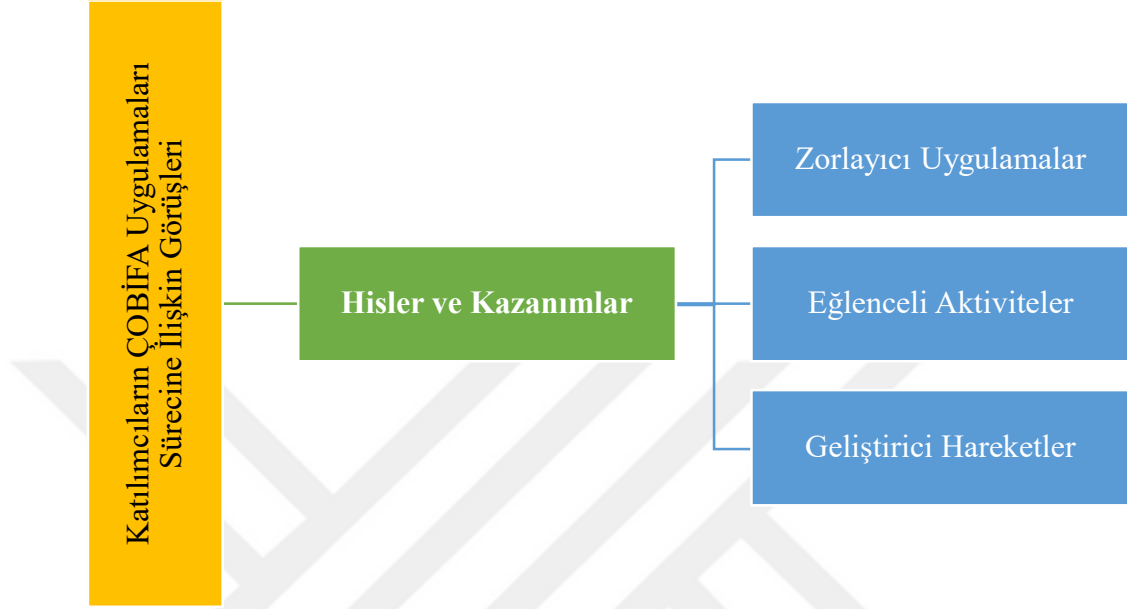 Katılımcıların ÇOBİFA Uygulamaları
Sürecine İlişkin Görüşleri
Hisler ve Kazanımlar
Zorlayıcı Uygulamalar
Eğlenceli Aktiviteler
Geliştirici Hareketler